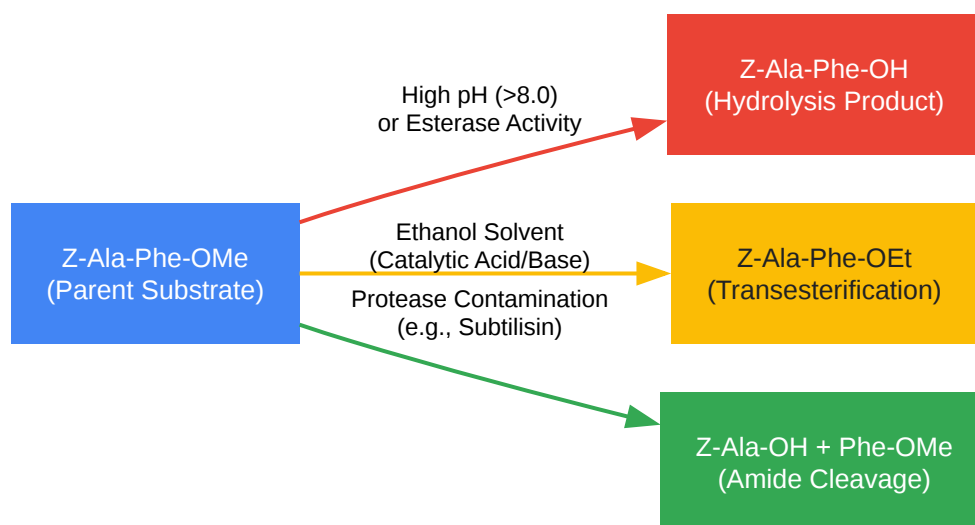 Z-Ala-Phe-OH
(Hydrolysis Product)
High pH (>8.0)
or Esterase Activity
Z-Ala-Phe-OMe
(Parent Substrate)
Ethanol Solvent
(Catalytic Acid/Base)
Z-Ala-Phe-OEt
(Transesterification)
Protease Contamination
(e.g., Subtilisin)
Z-Ala-OH + Phe-OMe
(Amide Cleavage)